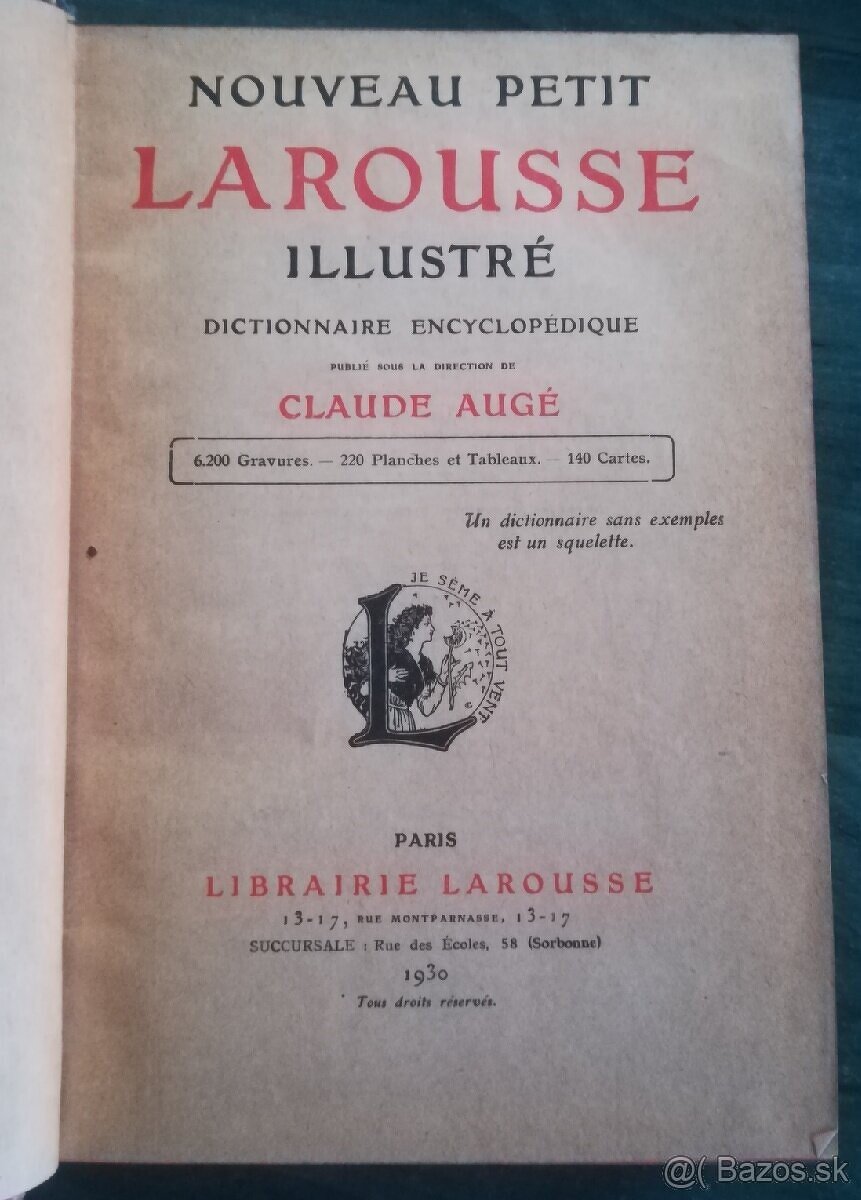 NOUVEAU PETIT
LAROUSSE
ILLUSTRÉ
DICTIONNAIRE ENCYCLOPÉDIQUE
PUBLIÉ SOUS LA DIRECTION DE
CLAUDE AUGÉ
6.200 Gravures. — 220 Planches et Tableaux. — 140 Cartes.
Un dictionnaire sans exemples
est un squelette.
JE SÈME À TOUT VENT
L
PARIS
LIBRAIRIE LAROUSSE
13-17, RUE MONTPARNASSE, 13-17
SUCCURSALE : Rue des Écoles, 58 (Sorbonne)
1930
Tous droits réservés.
@( Bazos.sk